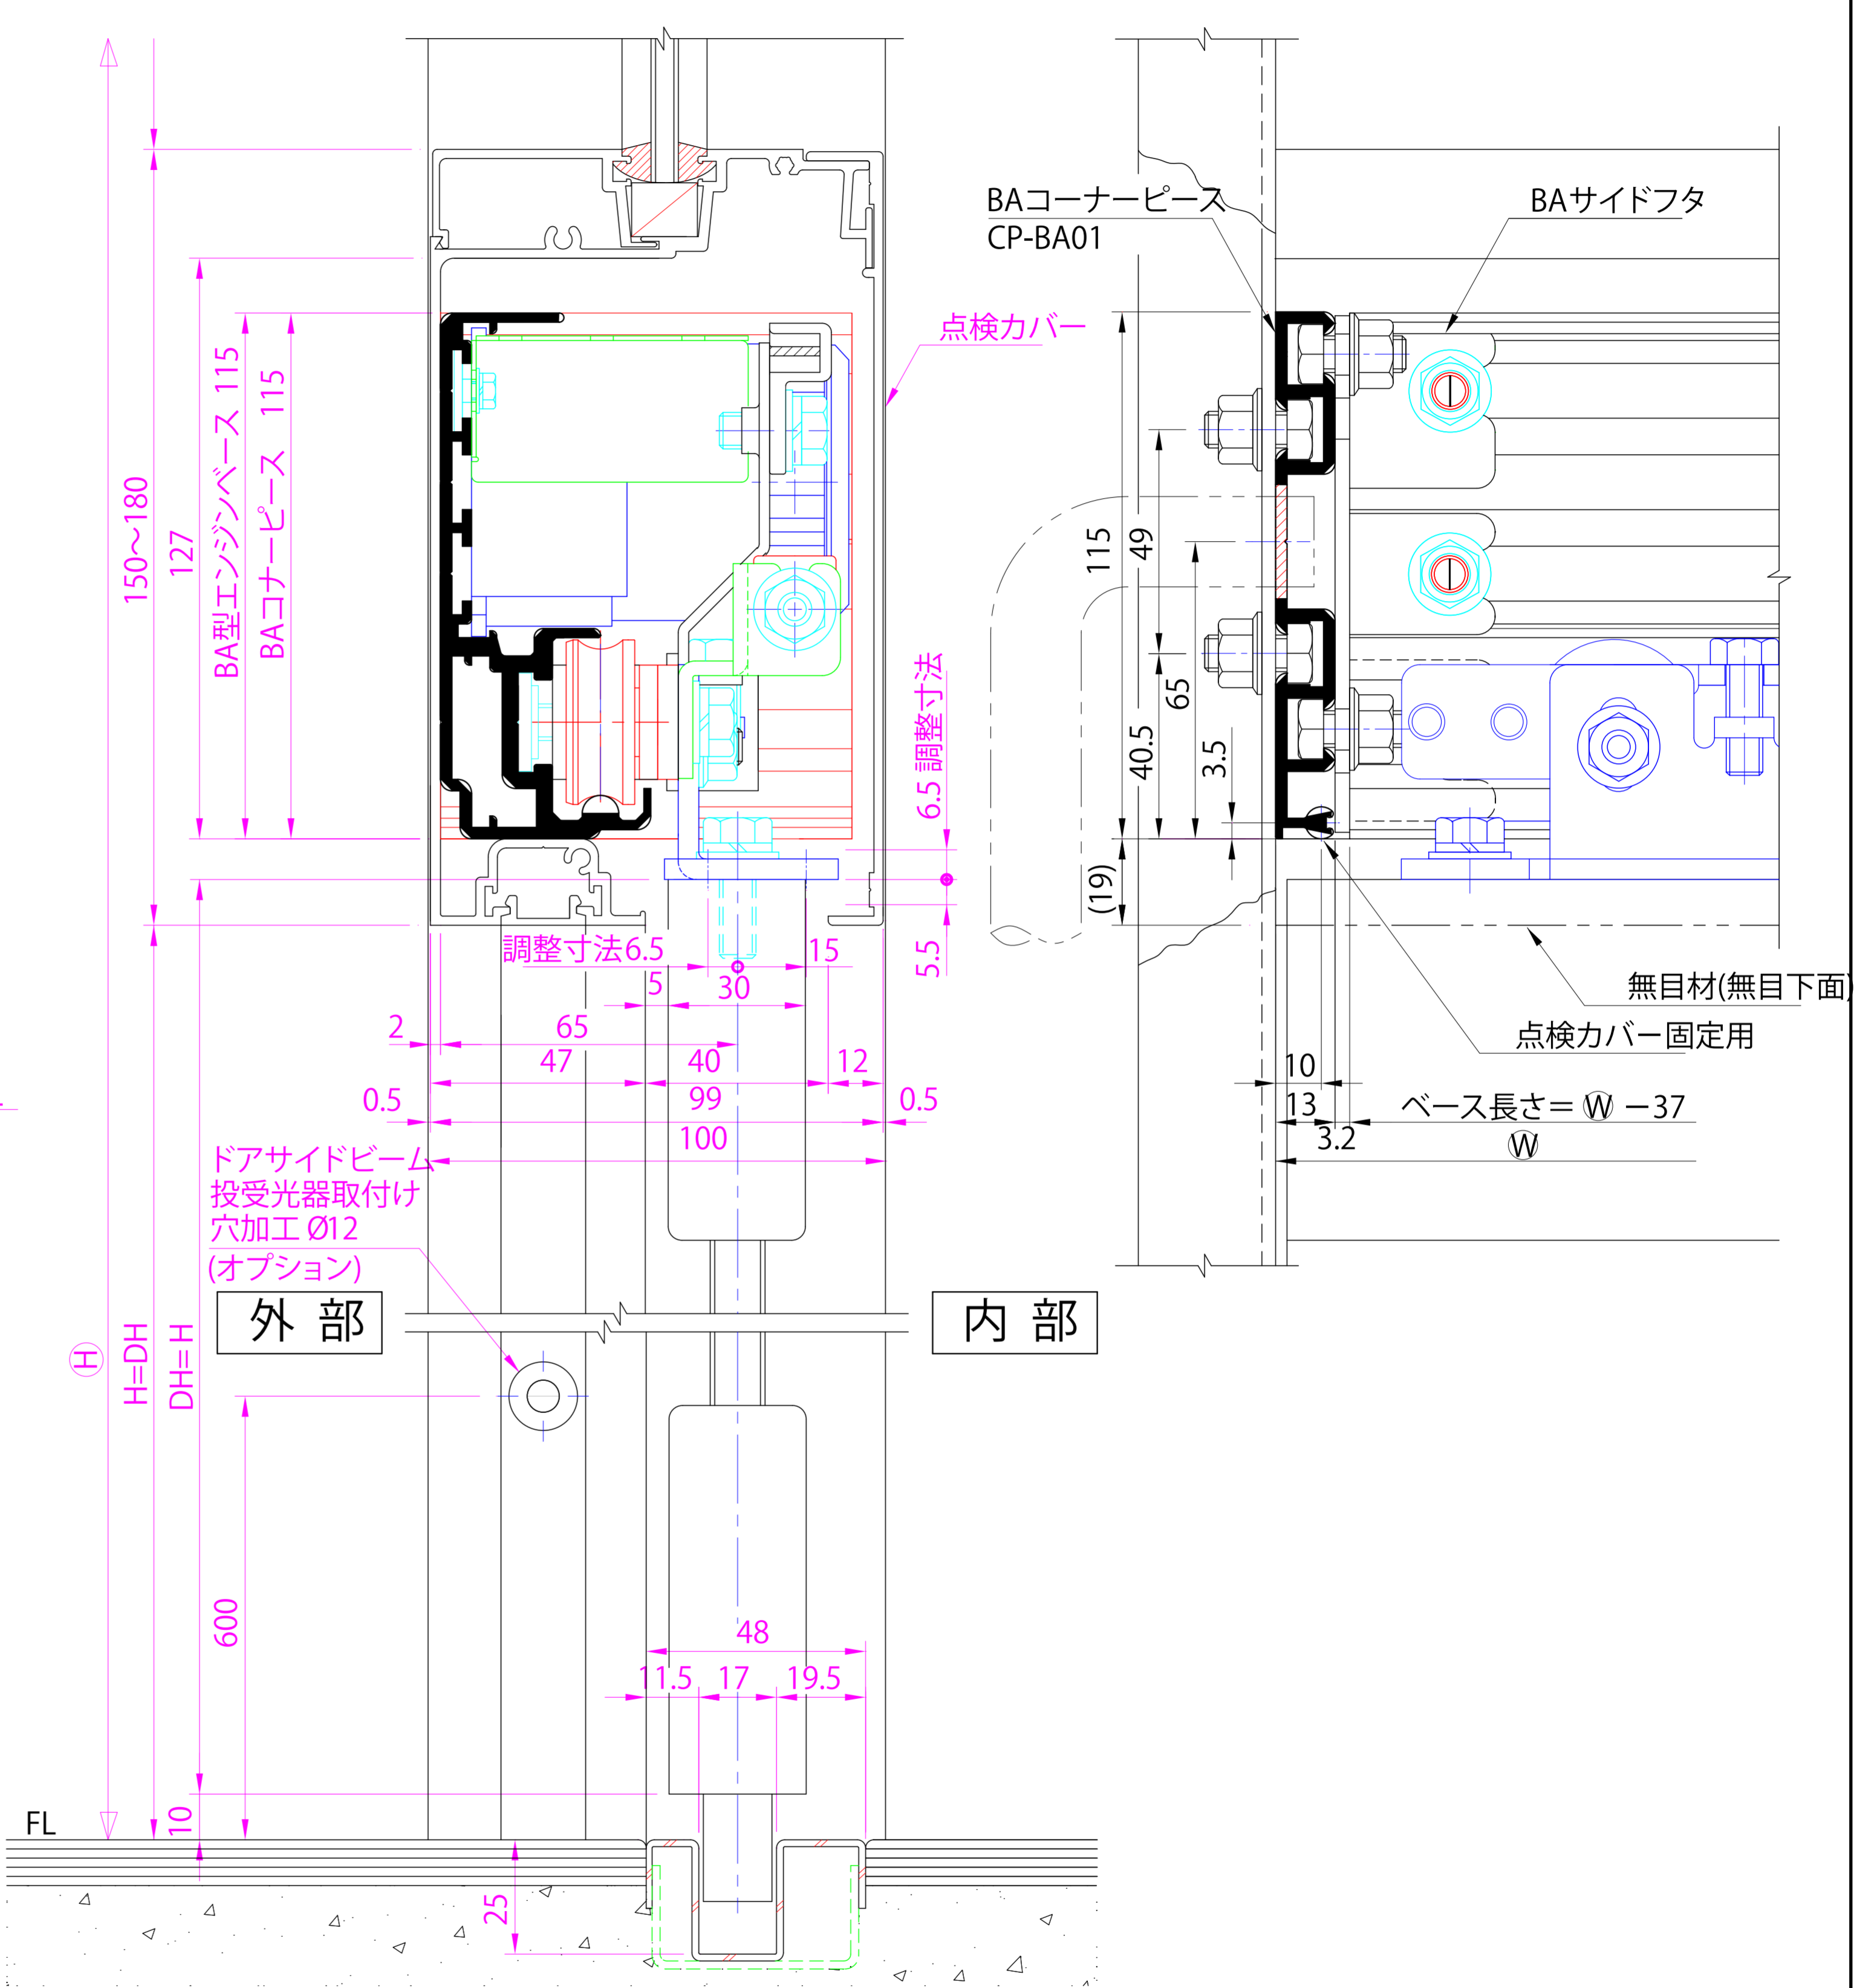 BAコーナーピース
CP-BA01
BAサイドフタ
点検カバー
150～180
127
BA型エンジンベース 115
BAコナーピース 115
115
49
65
40.5
3.5
(19)
6.5 調整寸法
5.5
調整寸法6.5
15
5
30
2
65
47
40
12
0.5
99
0.5
100
無目材(無目下面)
点検カバー固定用
10
13
3.2
ベース長さ＝Ⓦ －37
Ⓦ
ドアサイドビーム
投受光器取付け
穴加工 Ø12
(オプション)
外 部
内 部
Ⓗ
H=DH
DH=H
600
48
11.5
17
19.5
10
FL
25